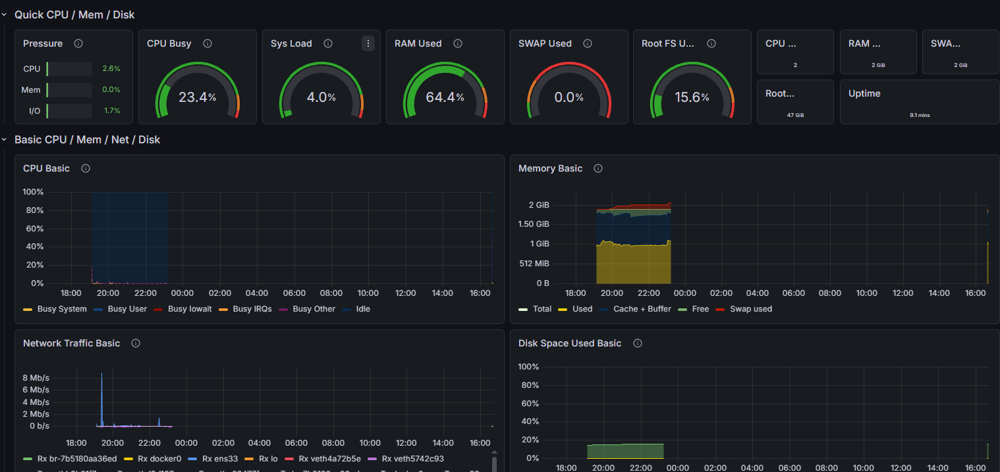 Quick CPU / Mem / Disk
Pressure
CPU 2.6%
Mem 0.0%
I/O 1.7%
CPU Busy
23.4%
Sys Load
4.0%
RAM Used
64.4%
SWAP Used
0.0%
Root FS U...
15.6%
CPU ...
2
RAM ...
2 GiB
SWA...
2 GiB
Root...
47 GiB
Uptime
9.1 mins
Basic CPU / Mem / Net / Disk
CPU Basic
100%
80%
60%
40%
20%
0%
18:00 20:00 22:00 00:00 02:00 04:00 06:00 08:00 10:00 12:00 14:00 16:00
Busy System Busy User Busy Iowait Busy IRQs Busy Other Idle
Memory Basic
2 GiB
1.50 GiB
1 GiB
512 MiB
0 B
18:00 20:00 22:00 00:00 02:00 04:00 06:00 08:00 10:00 12:00 14:00 16:00
Total Used Cache + Buffer Free Swap used
Network Traffic Basic
8 Mb/s
6 Mb/s
4 Mb/s
2 Mb/s
0 b/s
18:00 20:00 22:00 00:00 02:00 04:00 06:00 08:00 10:00 12:00 14:00 16:00
Rx br-7b5180aa36ed Rx docker0 Rx ens33 Rx lo Rx veth4a72b5e Rx veth5742c93
Disk Space Used Basic
100%
80%
60%
40%
20%
0%
18:00 20:00 22:00 00:00 02:00 04:00 06:00 08:00 10:00 12:00 14:00 16:00